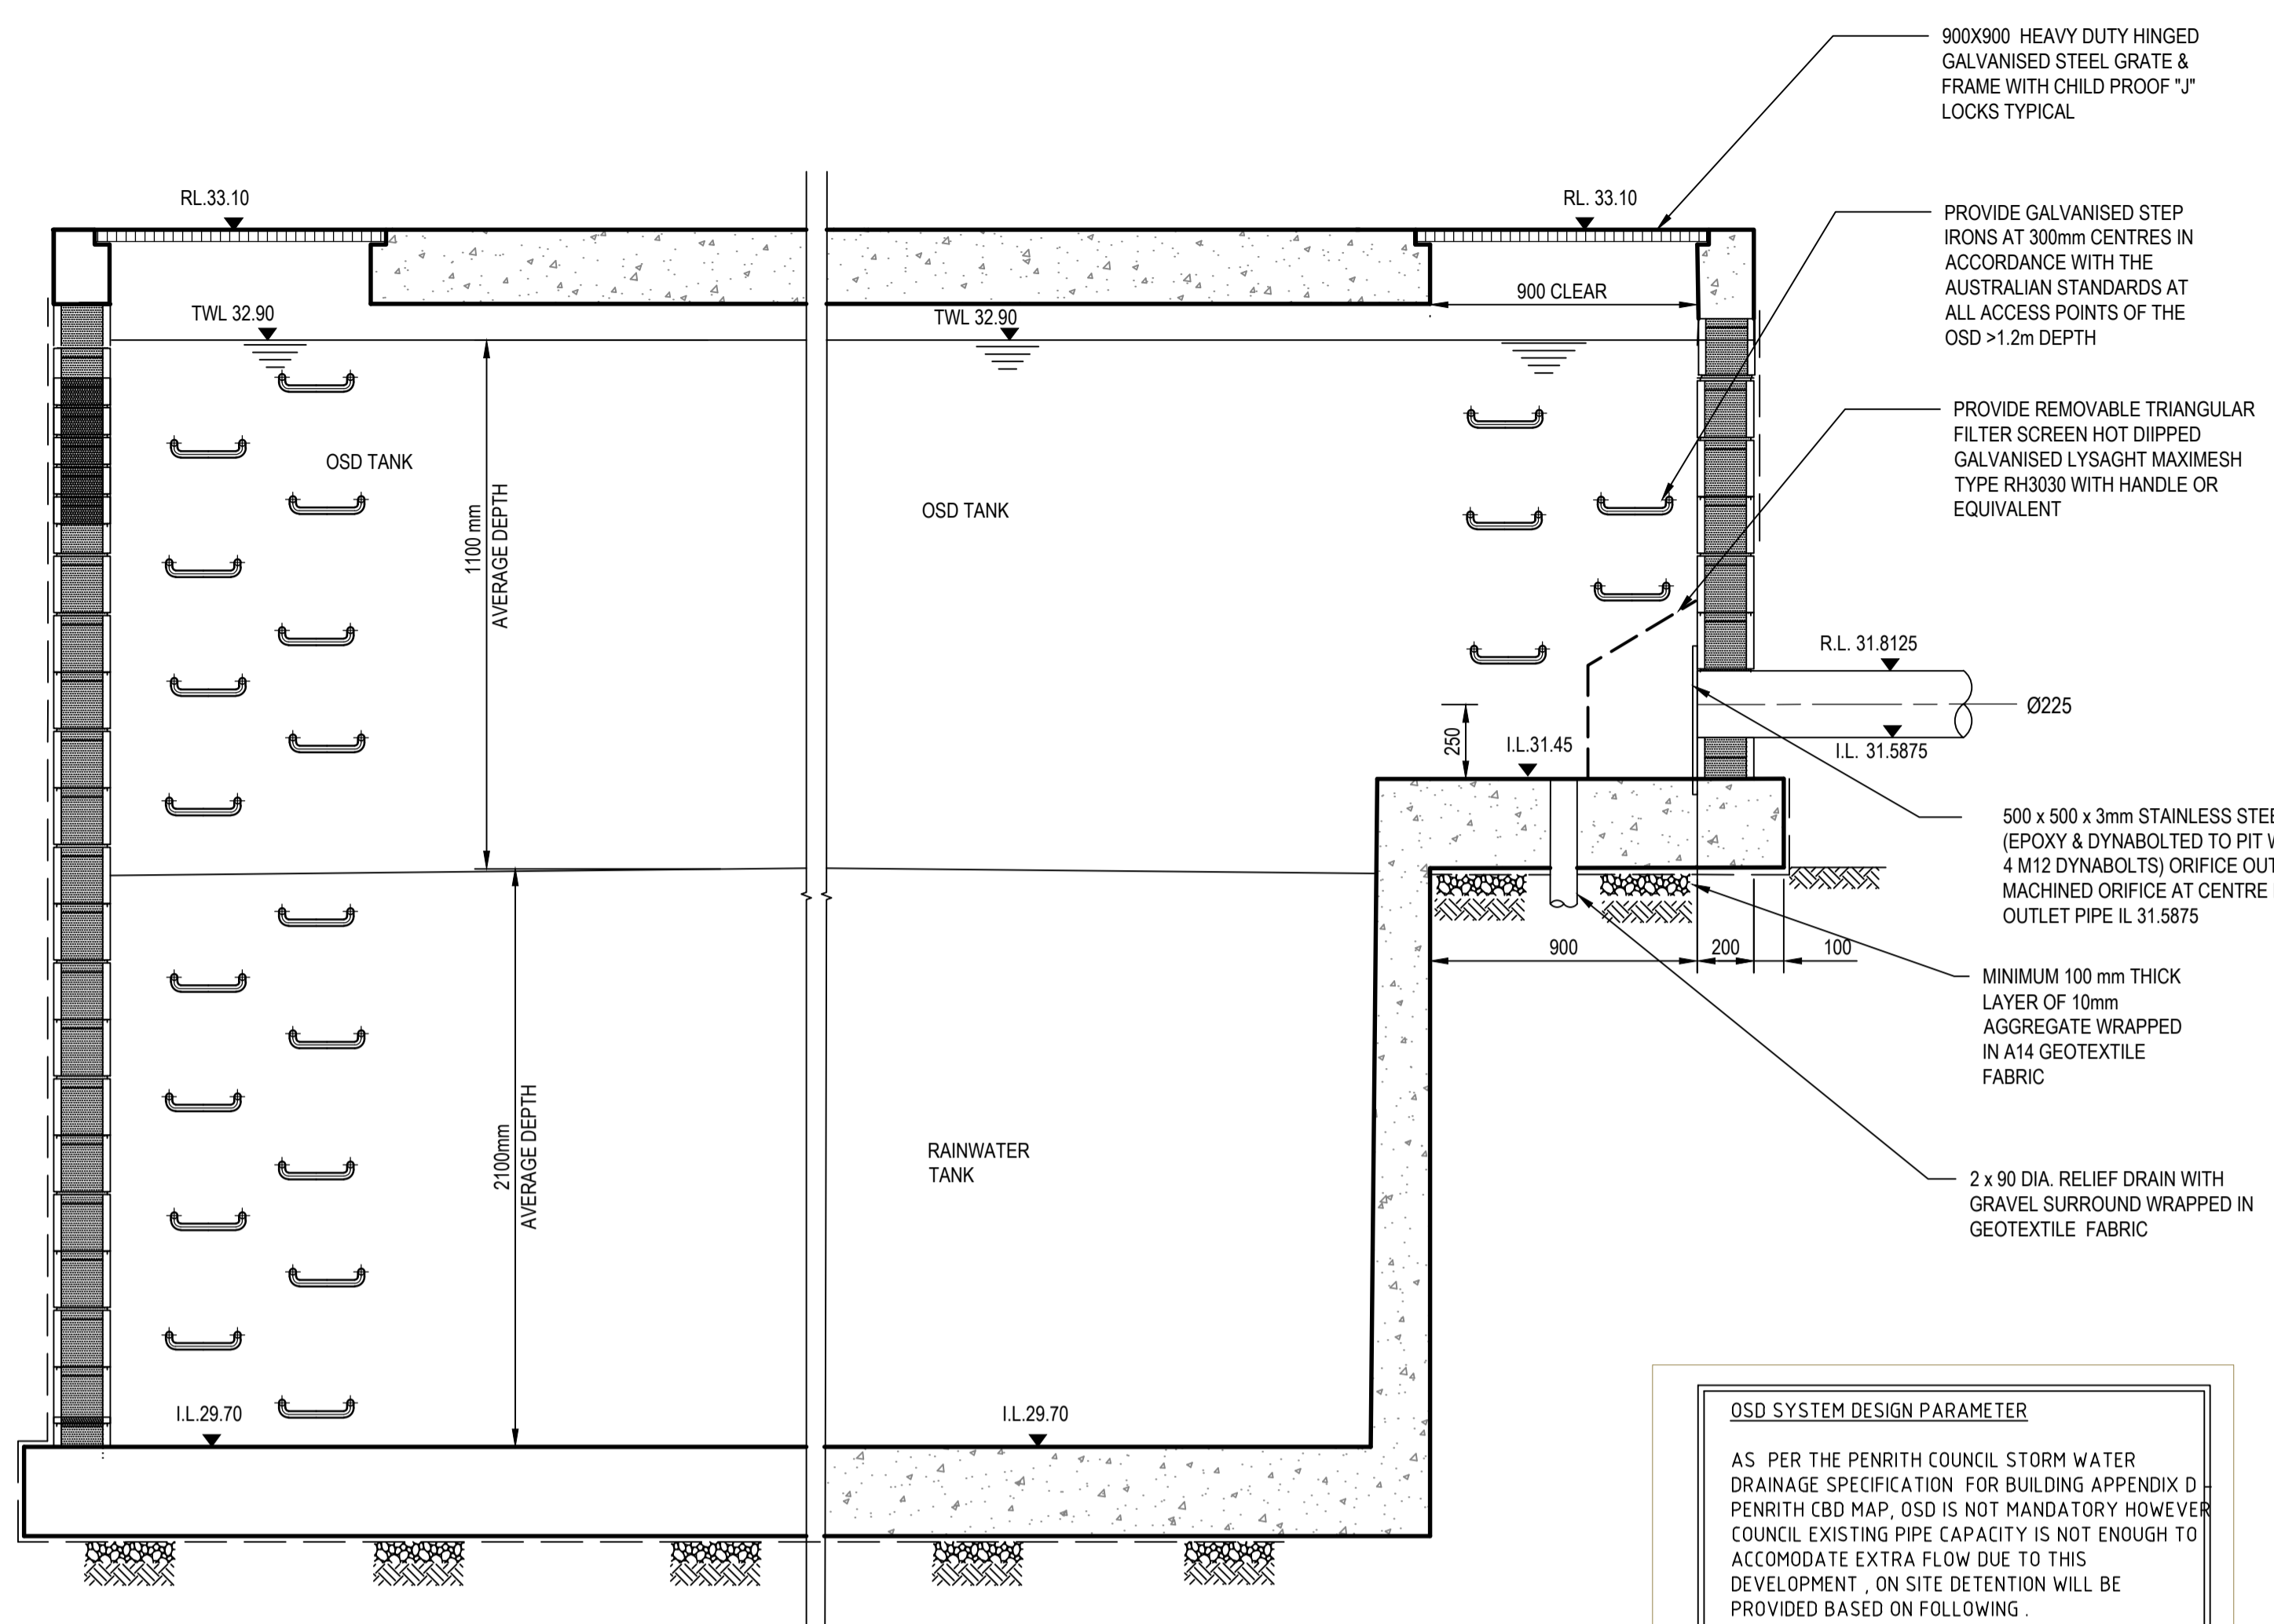 900X900 HEAVY DUTY HINGED
GALVANISED STEEL GRATE &
FRAME WITH CHILD PROOF "J"
LOCKS TYPICAL
RL.33.10
RL. 33.10
PROVIDE GALVANISED STEP
IRONS AT 300mm CENTRES IN
ACCORDANCE WITH THE
AUSTRALIAN STANDARDS AT
ALL ACCESS POINTS OF THE
OSD >1.2m DEPTH
900 CLEAR
TWL 32.90
TWL 32.90
PROVIDE REMOVABLE TRIANGULAR
FILTER SCREEN HOT DIIPPED
GALVANISED LYSAGHT MAXIMESH
TYPE RH3030 WITH HANDLE OR
EQUIVALENT
OSD TANK
OSD TANK
1100 mm
AVERAGE DEPTH
R.L. 31.8125
Ø225
250
I.L.31.45
I.L. 31.5875
500 x 500 x 3mm STAINLESS STEE
(EPOXY & DYNABOLTED TO PIT W
4 M12 DYNABOLTS) ORIFICE OUT
MACHINED ORIFICE AT CENTRE
OUTLET PIPE IL 31.5875
900
200
100
MINIMUM 100 mm THICK
LAYER OF 10mm
AGGREGATE WRAPPED
IN A14 GEOTEXTILE
FABRIC
2100mm
AVERAGE DEPTH
RAINWATER
TANK
2 x 90 DIA. RELIEF DRAIN WITH
GRAVEL SURROUND WRAPPED IN
GEOTEXTILE FABRIC
I.L.29.70
I.L.29.70
OSD SYSTEM DESIGN PARAMETER
AS PER THE PENRITH COUNCIL STORM WATER
DRAINAGE SPECIFICATION FOR BUILDING APPENDIX D -
PENRITH CBD MAP, OSD IS NOT MANDATORY HOWEVER
COUNCIL EXISTING PIPE CAPACITY IS NOT ENOUGH TO
ACCOMODATE EXTRA FLOW DUE TO THIS
DEVELOPMENT , ON SITE DETENTION WILL BE
PROVIDED BASED ON FOLLOWING .